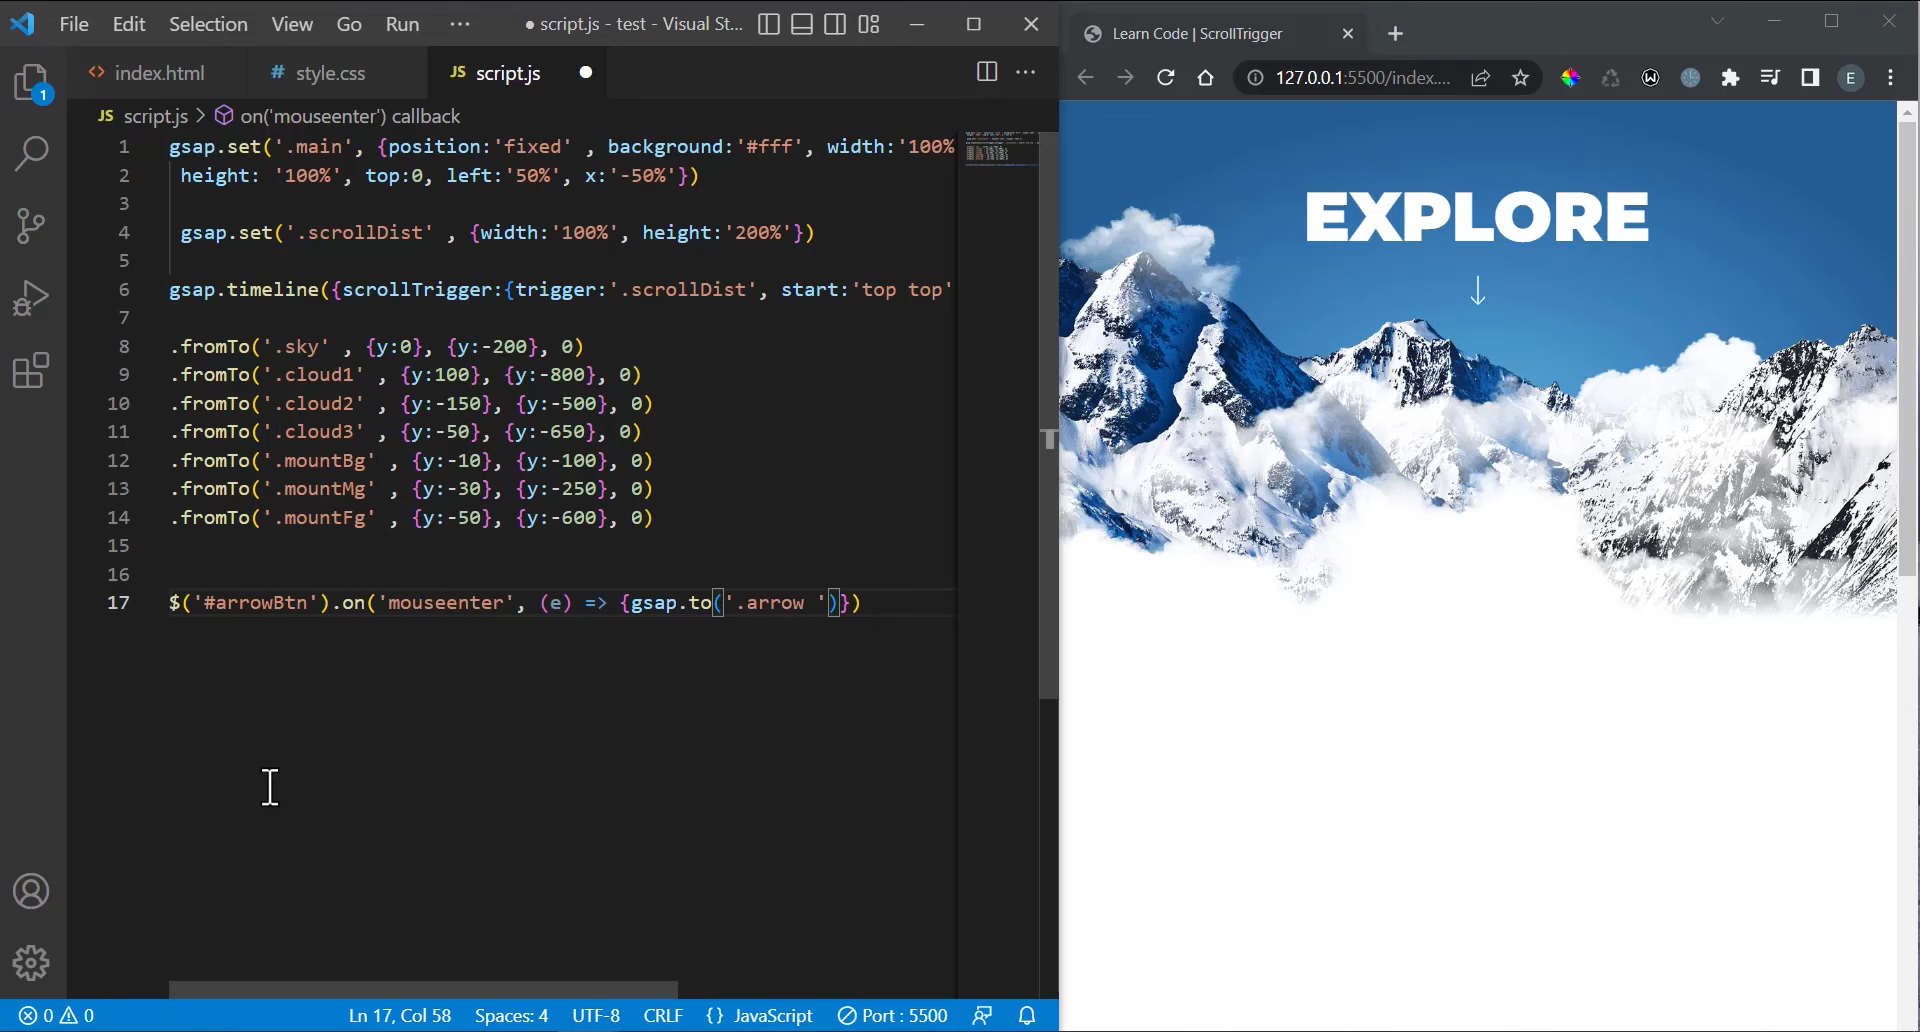 File Edit Selection View Go Run ··· ● script.js - test - Visual St...
index.html # style.css JS script.js
JS script.js > on('mouseenter') callback
1 gsap.set('.main', {position:'fixed' , background:'#fff', width:'100%
2 height: '100%', top:0, left:'50%', x:'-50%'})
3
4 gsap.set('.scrollDist' , {width:'100%', height:'200%'})
5
6 gsap.timeline({scrollTrigger:{trigger:'.scrollDist', start:'top top'
7
8 .fromTo('.sky' , {y:0}, {y:-200}, 0)
9 .fromTo('.cloud1' , {y:100}, {y:-800}, 0)
10 .fromTo('.cloud2' , {y:-150}, {y:-500}, 0)
11 .fromTo('.cloud3' , {y:-50}, {y:-650}, 0)
12 .fromTo('.mountBg' , {y:-10}, {y:-100}, 0)
13 .fromTo('.mountMg' , {y:-30}, {y:-250}, 0)
14 .fromTo('.mountFg' , {y:-50}, {y:-600}, 0)
15
16
17 $('#arrowBtn').on('mouseenter', (e) => {gsap.to('.arrow ')})
1
0 0 Ln 17, Col 58 Spaces: 4 UTF-8 CRLF {} JavaScript Port : 5500
Learn Code | ScrollTrigger
127.0.0.1:5500/index....
E
EXPLORE